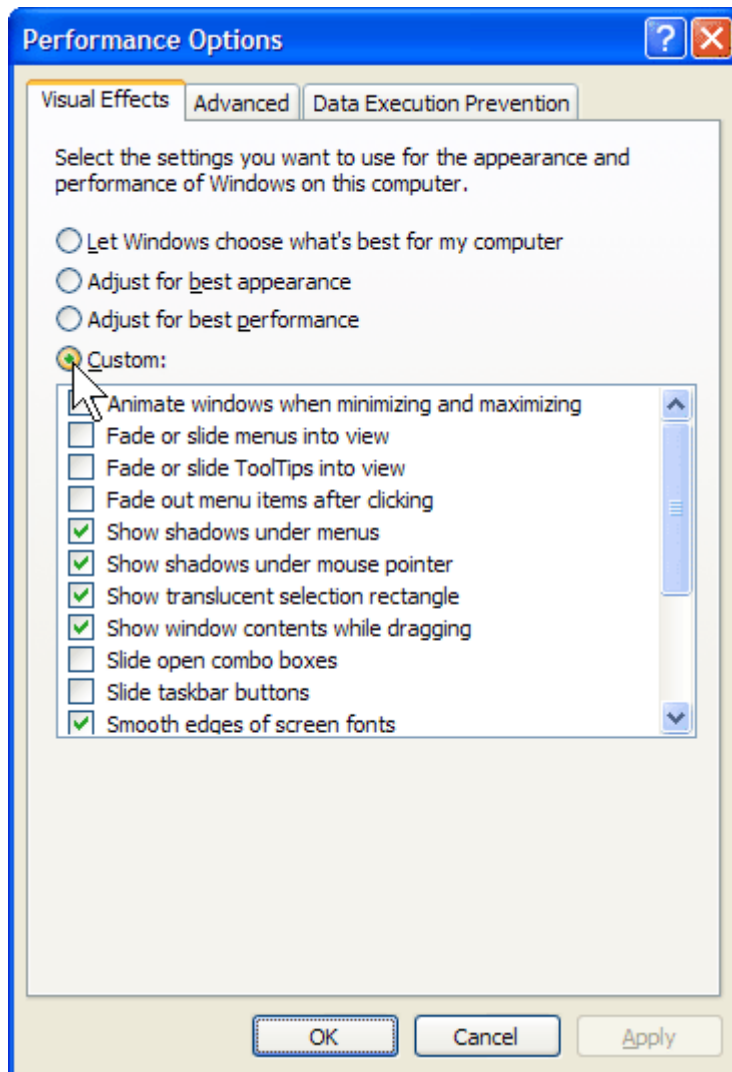 Performance Options
Visual Effects Advanced Data Execution Prevention
Select the settings you want to use for the appearance and
performance of Windows on this computer.
Let Windows choose what's best for my computer
Adjust for best appearance
Adjust for best performance
Custom:
Animate windows when minimizing and maximizing
Fade or slide menus into view
Fade or slide ToolTips into view
Fade out menu items after clicking
Show shadows under menus
Show shadows under mouse pointer
Show translucent selection rectangle
Show window contents while dragging
Slide open combo boxes
Slide taskbar buttons
Smooth edges of screen fonts
OK Cancel Apply